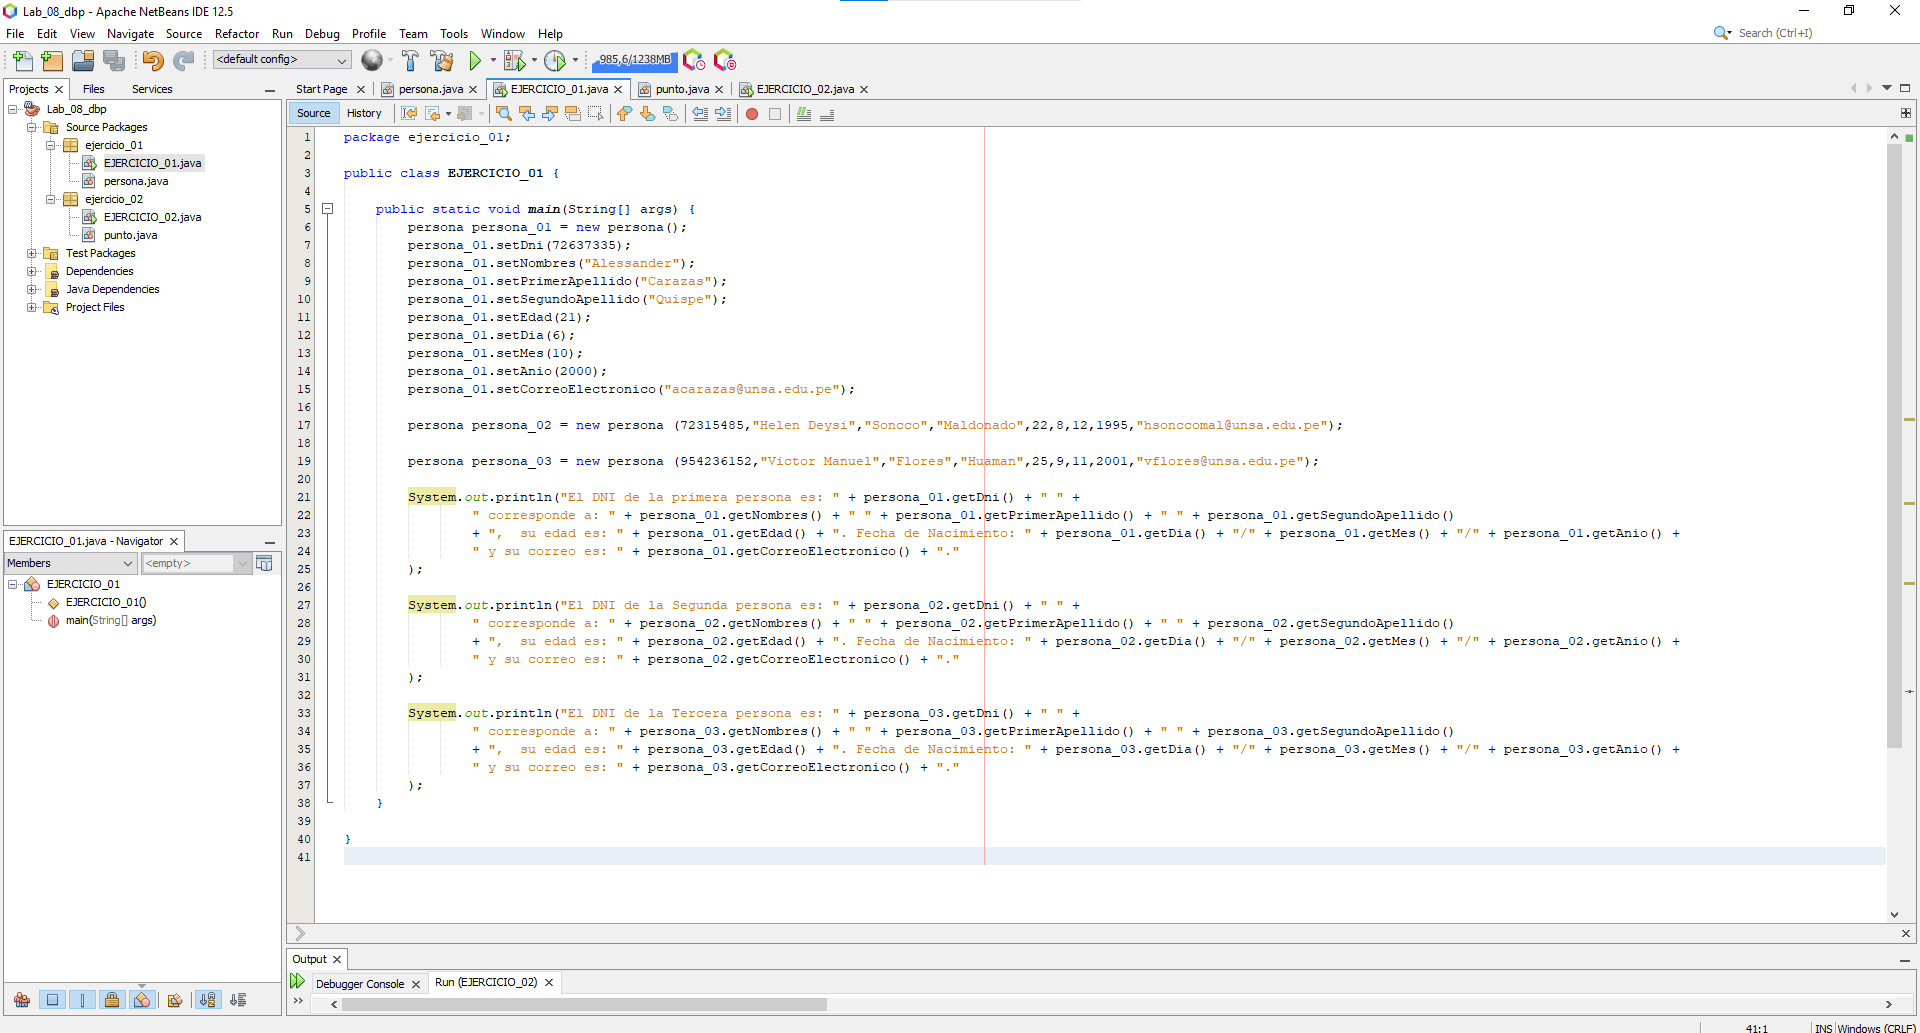 Lab_08_dbp - Apache NetBeans IDE 12.5
File Edit View Navigate Source Refactor Run Debug Profile Team Tools Window Help
Search (Ctrl+I)
<default config>
985,6/1238MB
Projects Files Services
Start Page persona.java EJERCICIO_01.java punto.java EJERCICIO_02.java
Source History
Lab_08_dbp
Source Packages
ejercicio_01
EJERCICIO_01.java
persona.java
ejercicio_02
EJERCICIO_02.java
punto.java
Test Packages
Dependencies
Java Dependencies
Project Files
EJERCICIO_01.java - Navigator
Members <empty>
EJERCICIO_01
EJERCICIO_01()
main(String[] args)
1 package ejercicio_01;
2
3 public class EJERCICIO_01 {
4
5 public static void main(String[] args) {
6 persona persona_01 = new persona();
7 persona_01.setDni(72637335);
8 persona_01.setNombres("Alessander");
9 persona_01.setPrimerApellido("Carazas");
10 persona_01.setSegundoApellido("Quispe");
11 persona_01.setEdad(21);
12 persona_01.setDia(6);
13 persona_01.setMes(10);
14 persona_01.setAnio(2000);
15 persona_01.setCorreoElectronico("acarazas@unsa.edu.pe");
16
17 persona persona_02 = new persona (72315485,"Helen Deysi","Soncco","Maldonado",22,8,12,1995,"hsonccomal@unsa.edu.pe");
18
19 persona persona_03 = new persona (954236152,"Victor Manuel","Flores","Huaman",25,9,11,2001,"vflores@unsa.edu.pe");
20
21 System.out.println("El DNI de la primera persona es: " + persona_01.getDni() + " " +
22 " corresponde a: " + persona_01.getNombres() + " " + persona_01.getPrimerApellido() + " " + persona_01.getSegundoApellido()
23 + ",  su edad es: " + persona_01.getEdad() + ". Fecha de Nacimiento: " + persona_01.getDia() + "/" + persona_01.getMes() + "/" + persona_01.getAnio() +
24 " y su correo es: " + persona_01.getCorreoElectronico() + "."
25 );
26
27 System.out.println("El DNI de la Segunda persona es: " + persona_02.getDni() + " " +
28 " corresponde a: " + persona_02.getNombres() + " " + persona_02.getPrimerApellido() + " " + persona_02.getSegundoApellido()
29 + ",  su edad es: " + persona_02.getEdad() + ". Fecha de Nacimiento: " + persona_02.getDia() + "/" + persona_02.getMes() + "/" + persona_02.getAnio() +
30 " y su correo es: " + persona_02.getCorreoElectronico() + "."
31 );
32
33 System.out.println("El DNI de la Tercera persona es: " + persona_03.getDni() + " " +
34 " corresponde a: " + persona_03.getNombres() + " " + persona_03.getPrimerApellido() + " " + persona_03.getSegundoApellido()
35 + ",  su edad es: " + persona_03.getEdad() + ". Fecha de Nacimiento: " + persona_03.getDia() + "/" + persona_03.getMes() + "/" + persona_03.getAnio() +
36 " y su correo es: " + persona_03.getCorreoElectronico() + "."
37 );
38 }
39
40 }
41
Output
Debugger Console Run (EJERCICIO_02)
41:1 INS Windows (CRLF)